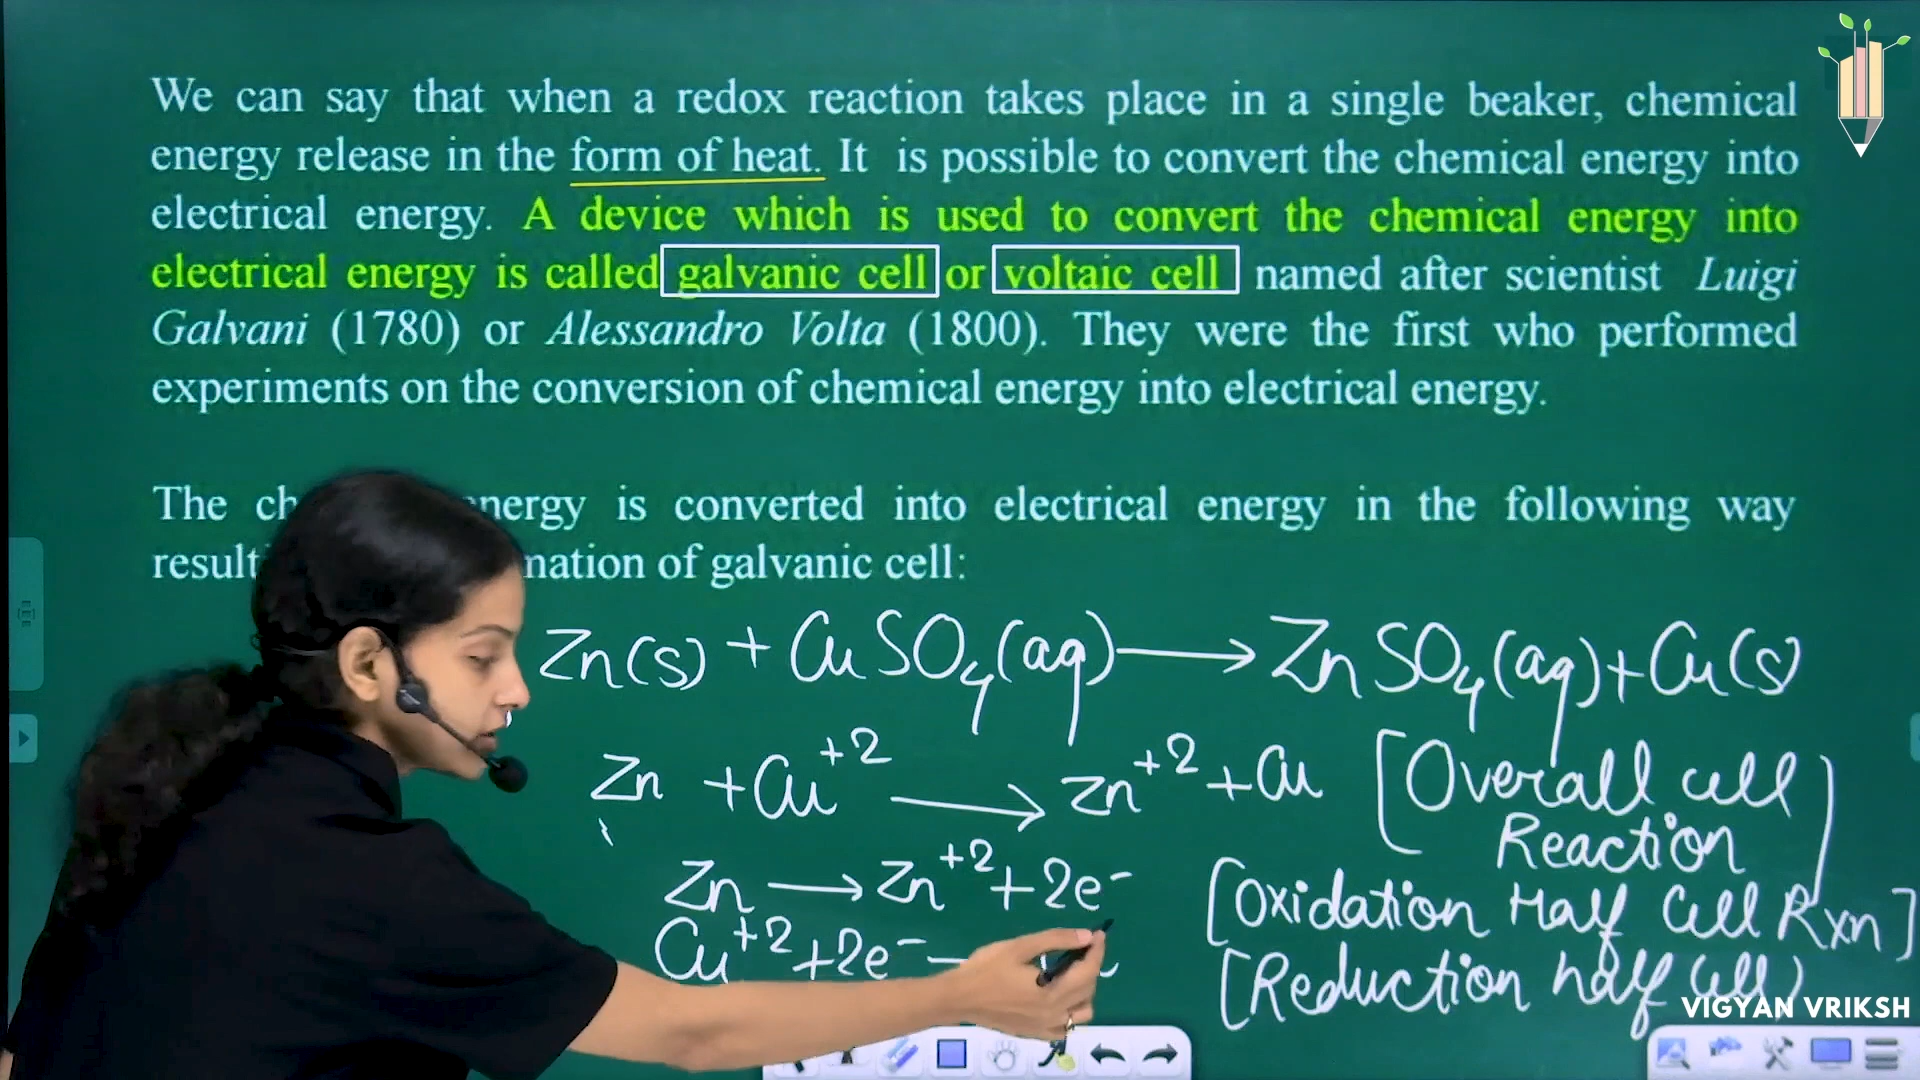 We can say that when a redox reaction takes place in a single beaker, chemical
energy release in the form of heat. It is possible to convert the chemical energy into
electrical energy. A device which is used to convert the chemical energy into
electrical energy is called galvanic cell or voltaic cell named after scientist Luigi
Galvani (1780) or Alessandro Volta (1800). They were the first who performed
experiments on the conversion of chemical energy into electrical energy.
The is converted into electrical energy in the following way
of galvanic cell:
Zn(s) + CuSO₄(aq) → ZnSO₄(aq) + Cu(s)
Zn + Cu⁺² → Zn⁺² + Cu [Overall cell
Reaction]
Zn → Zn⁺² + 2e⁻ [Oxidation Half Cell Rxn]
Cu⁺² + 2e⁻ [Reduction half cell]
VIGYAN VRIKSH